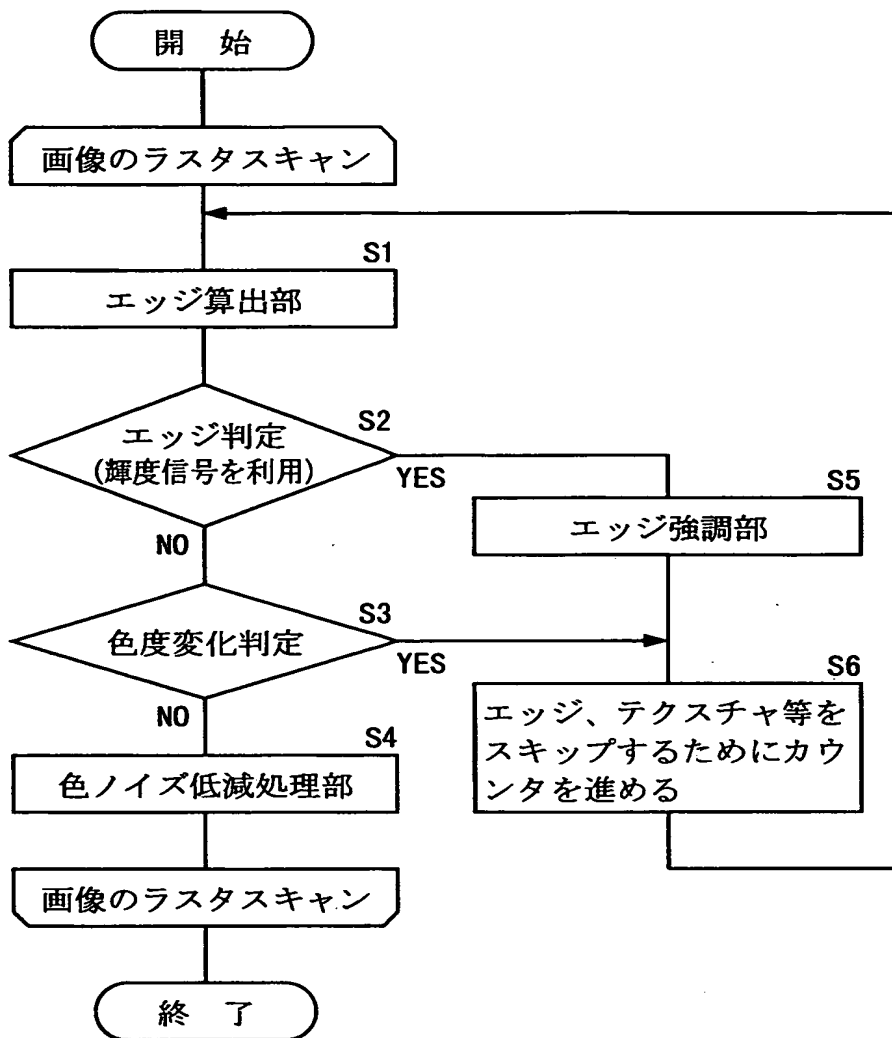 開 始
画像のラスタスキャン
S1
エッジ算出部
S2
エッジ判定
(輝度信号を利用)
YES
NO
S5
エッジ強調部
S3
色度変化判定
YES
NO
S6
エッジ、テクスチャ等を
スキップするためにカウ
ンタを進める
S4
色ノイズ低減処理部
画像のラスタスキャン
終 了